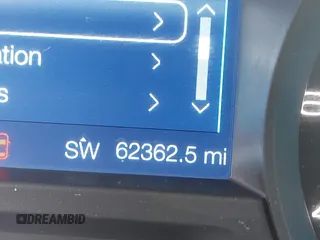 ation
s
SW 62362.5 mi
DREAMBID